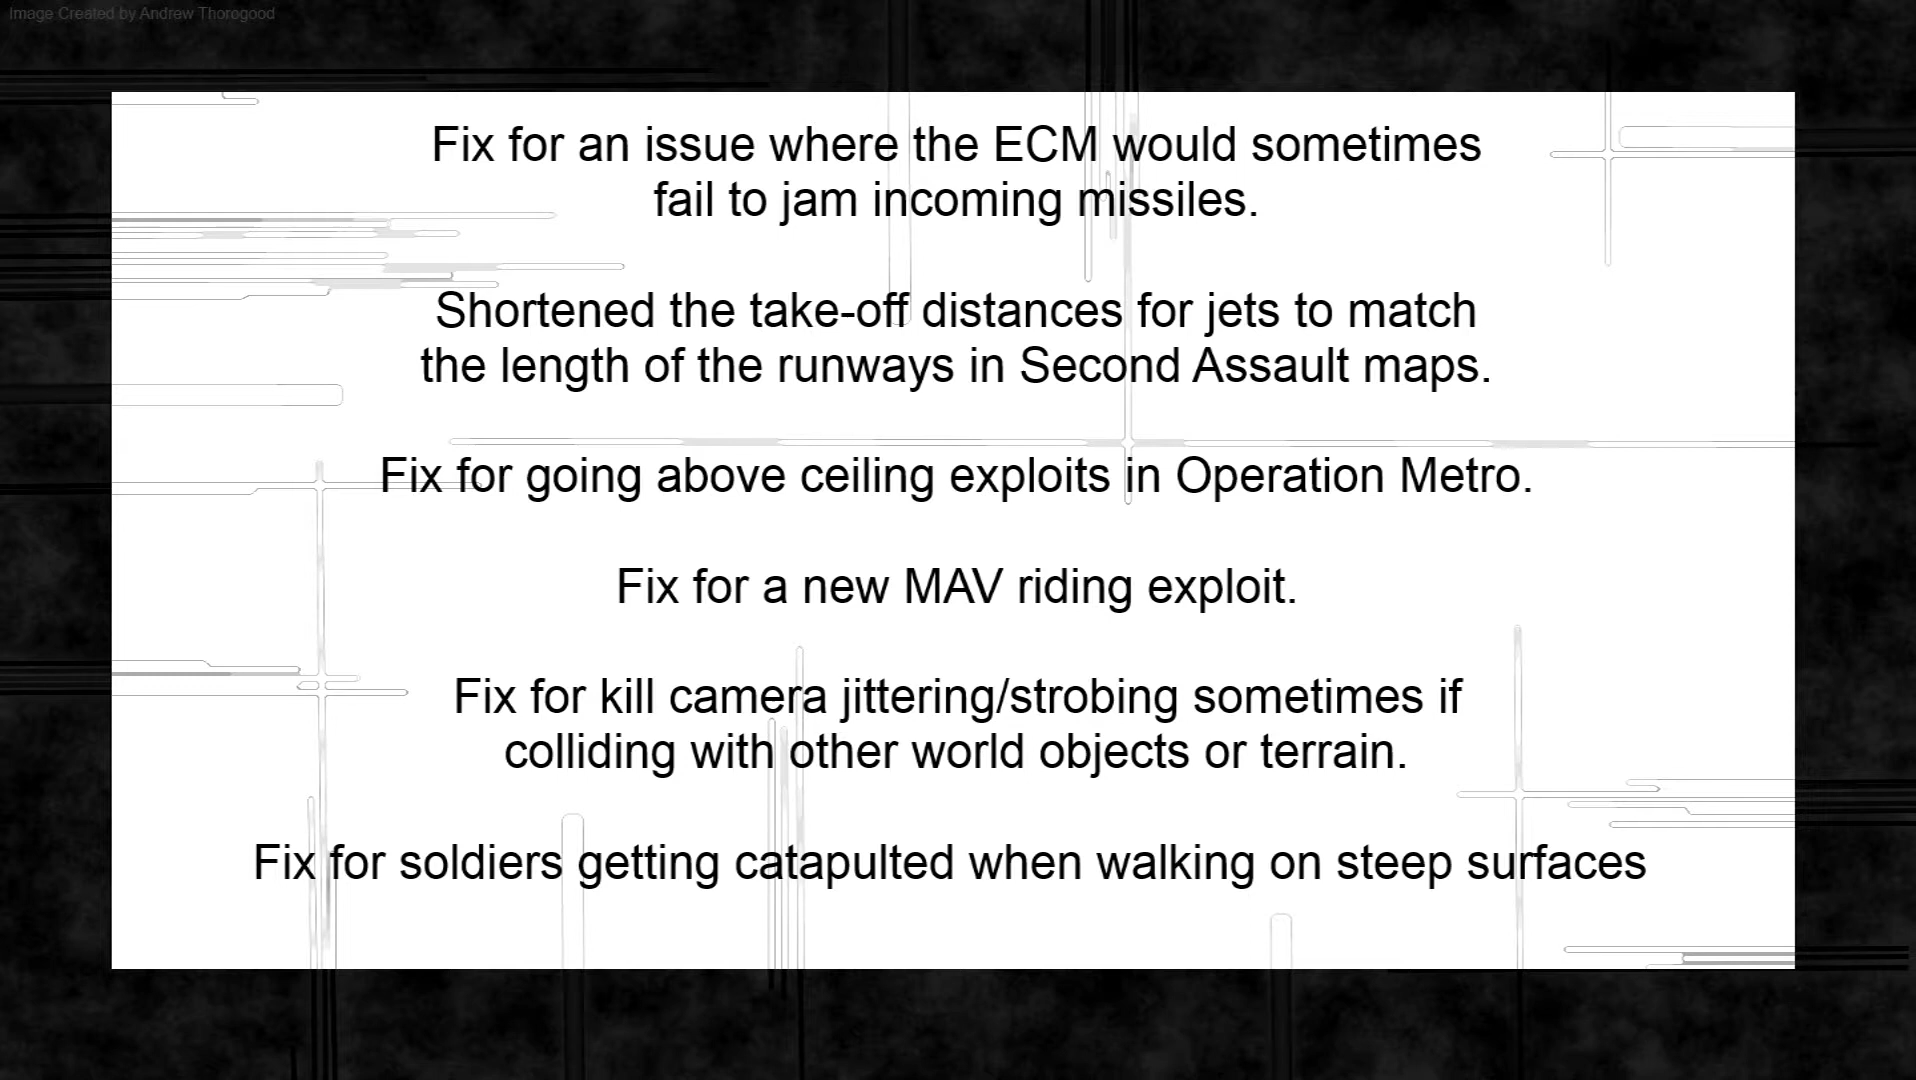 Image Created by Andrew Thorogood
Fix for an issue where the ECM would sometimes
fail to jam incoming missiles.
Shortened the take-off distances for jets to match
the length of the runways in Second Assault maps.
Fix for going above ceiling exploits in Operation Metro.
Fix for a new MAV riding exploit.
Fix for kill camera jittering/strobing sometimes if
colliding with other world objects or terrain.
Fix for soldiers getting catapulted when walking on steep surfaces